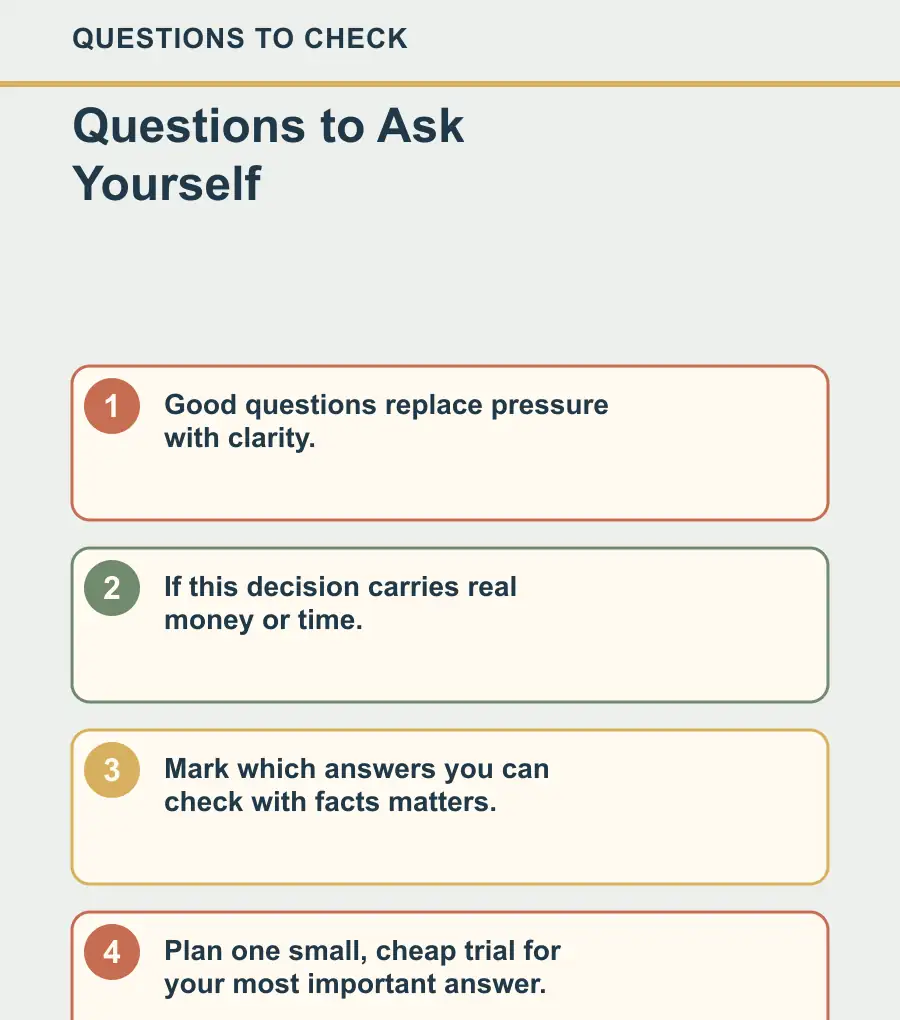 QUESTIONS TO CHECK
Questions to Ask
Yourself
1
Good questions replace pressure
with clarity.
2
If this decision carries real
money or time.
3
Mark which answers you can
check with facts matters.
4
Plan one small, cheap trial for
your most important answer.